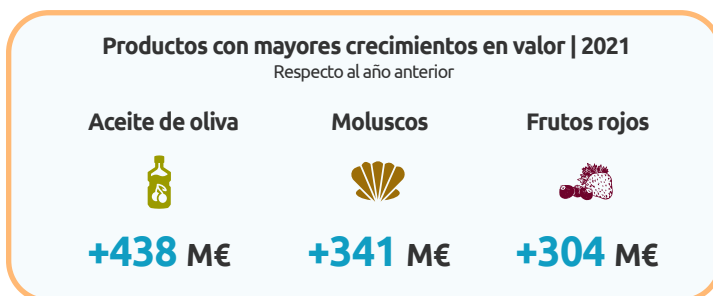 Productos con mayores crecimientos en valor | 2021
Respecto al año anterior
Aceite de oliva
Moluscos
Frutos rojos
+438 M€
+341 M€
+304 M€